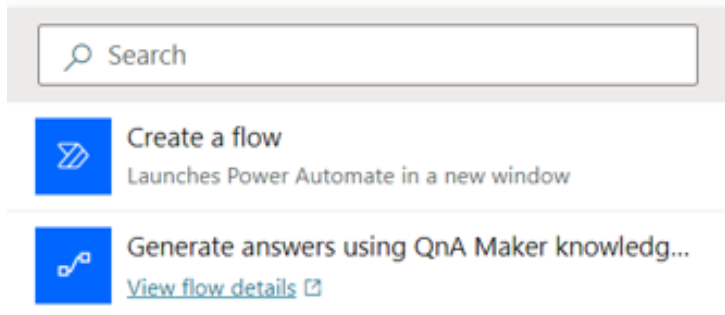 Search
Create a flow
Launches Power Automate in a new window
Generate answers using QnA Maker knowledg...
View flow details